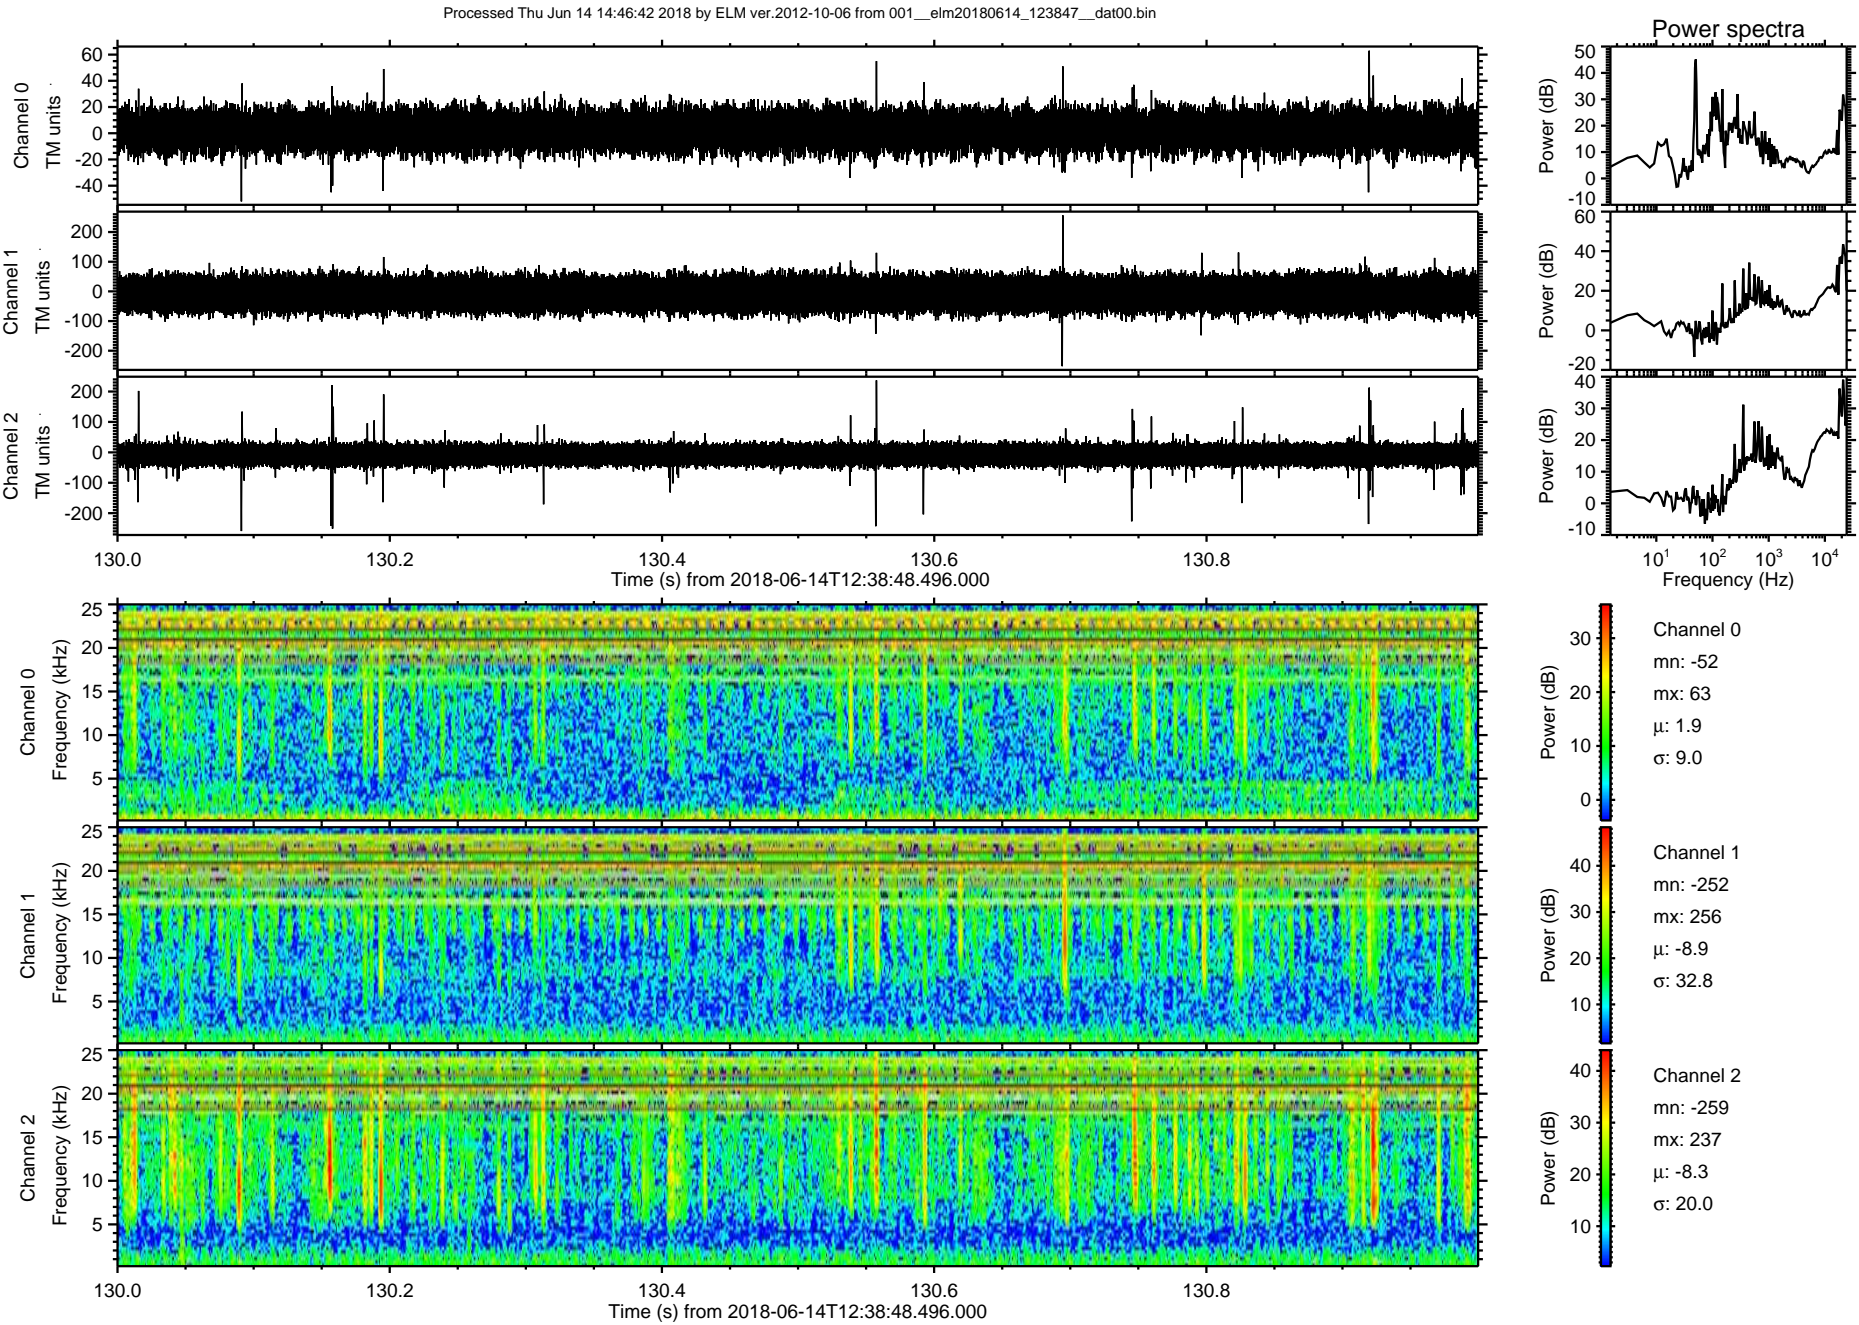 Processed Thu Jun 14 14:46:42 2018 by ELM ver.2012-10-06 from 001__elm20180614_123847__dat00.bin
Power spectra
Channel 0
TM units
60
40
20
0
-20
-40
Power (dB)
50
40
30
20
10
0
-10
Channel 1
TM units
200
100
0
-100
-200
Power (dB)
60
40
20
0
-20
Channel 2
TM units
200
100
0
-100
-200
Power (dB)
40
30
20
10
0
-10
130.0 130.2 130.4 130.6 130.8
Time (s) from 2018-06-14T12:38:48.496.000
10¹ 10² 10³ 10⁴
Frequency (Hz)
Channel 0
Frequency (kHz)
25
20
15
10
5
Power (dB)
30
20
10
0
Channel 0
mn: -52
mx: 63
μ: 1.9
σ: 9.0
Channel 1
Frequency (kHz)
25
20
15
10
5
Power (dB)
40
30
20
10
Channel 1
mn: -252
mx: 256
μ: -8.9
σ: 32.8
Channel 2
Frequency (kHz)
25
20
15
10
5
Power (dB)
40
30
20
10
Channel 2
mn: -259
mx: 237
μ: -8.3
σ: 20.0
130.0 130.2 130.4 130.6 130.8
Time (s) from 2018-06-14T12:38:48.496.000